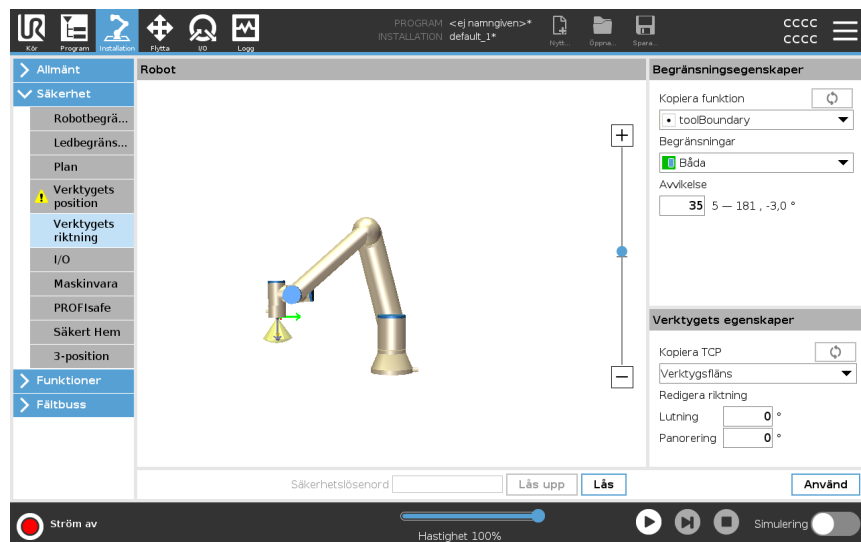 UR
Kör
Program
Installation
Flytta
I/O
Logg
PROGRAM <ej namngiven>*
INSTALLATION default_1*
Nytt...
Öppna...
Spara...
cccc
cccc
Allmänt
Säkerhet
Robotbegrä...
Ledbegräns...
Plan
Verktygets
position
Verktygets
riktning
I/O
Maskinvara
PROFIsafe
Säkert Hem
3-position
Funktioner
Fältbuss
Robot
Säkerhetslösenord
Lås upp
Lås
Begränsningsegenskaper
Kopiera funktion
toolBoundary
Begränsningar
Båda
Avvikelse
35 5 — 181 , -3,0 °
Verktygets egenskaper
Kopiera TCP
Verktygsfläns
Redigera riktning
Lutning 0 °
Panorering 0 °
Använd
Ström av
Hastighet 100%
Simulering